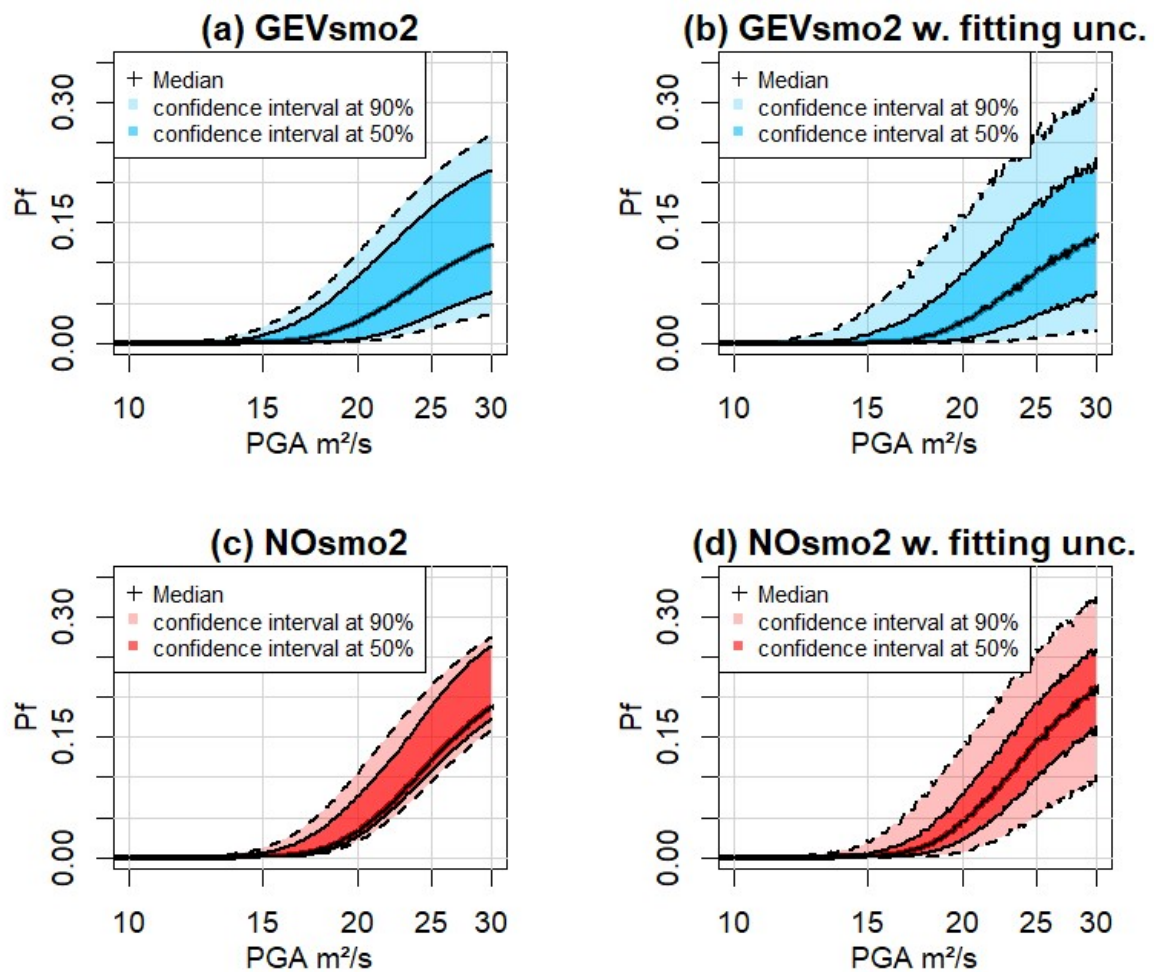 (a) GEVsmo2
+ Median
confidence interval at 90%
confidence interval at 50%
Pf
0.30
0.15
0.00
10 15 20 25 30
PGA m²/s
(b) GEVsmo2 w. fitting unc.
+ Median
confidence interval at 90%
confidence interval at 50%
Pf
0.30
0.15
0.00
10 15 20 25 30
PGA m²/s
(c) NOsmo2
+ Median
confidence interval at 90%
confidence interval at 50%
Pf
0.30
0.15
0.00
10 15 20 25 30
PGA m²/s
(d) NOsmo2 w. fitting unc.
+ Median
confidence interval at 90%
confidence interval at 50%
Pf
0.30
0.15
0.00
10 15 20 25 30
PGA m²/s